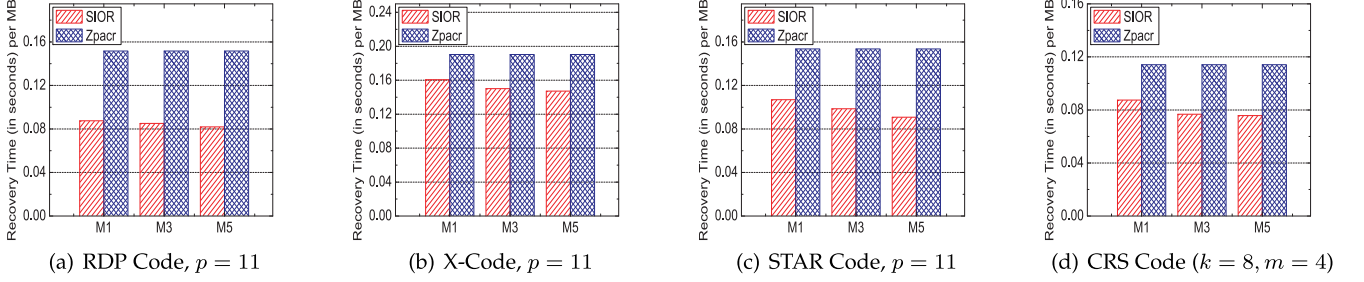 Recovery Time (in seconds) per MB
0.16
0.12
0.08
0.04
0.00
SIOR
Zpacr
M1 M3 M5
(a) RDP Code, p = 11
Recovery Time (in seconds) per MB
0.24
0.20
0.16
0.12
0.08
0.04
0.00
SIOR
Zpacr
M1 M3 M5
(b) X-Code, p = 11
Recovery Time (in seconds) per MB
0.16
0.12
0.08
0.04
0.00
SIOR
Zpacr
M1 M3 M5
(c) STAR Code, p = 11
Recovery Time (in seconds) per MB
0.16
0.12
0.08
0.04
0.00
SIOR
Zpacr
M1 M3 M5
(d) CRS Code (k = 8, m = 4)